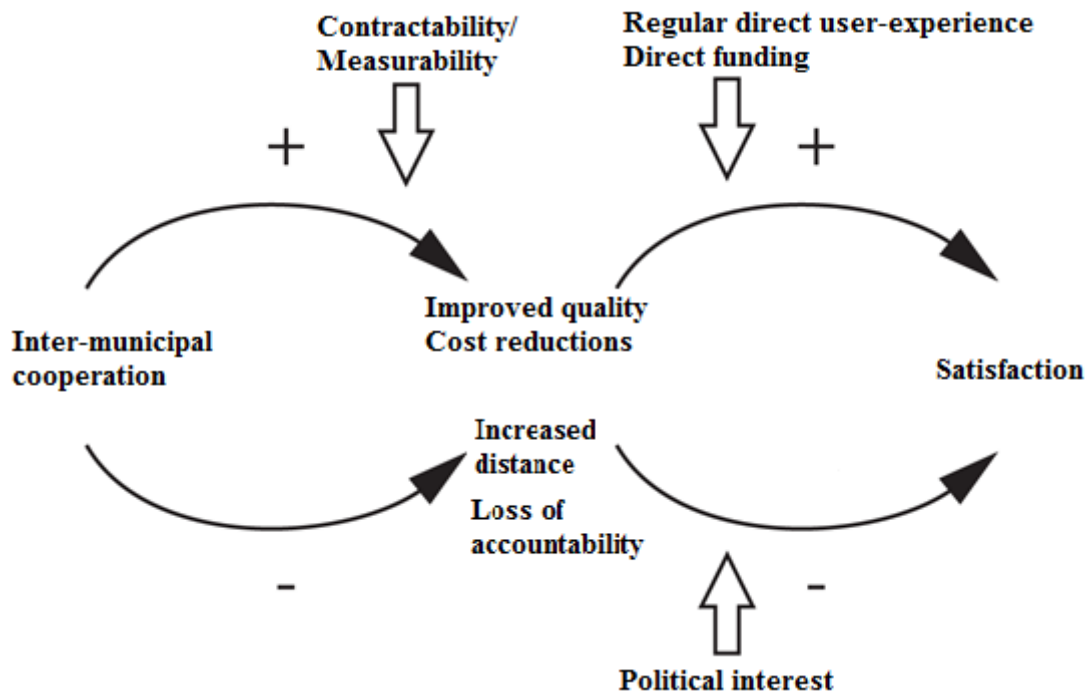 Contractability/
Measurability
Regular direct user-experience
Direct funding
+
+
Improved quality
Cost reductions
Inter-municipal
cooperation
Satisfaction
Increased
distance
Loss of
accountability
-
-
Political interest